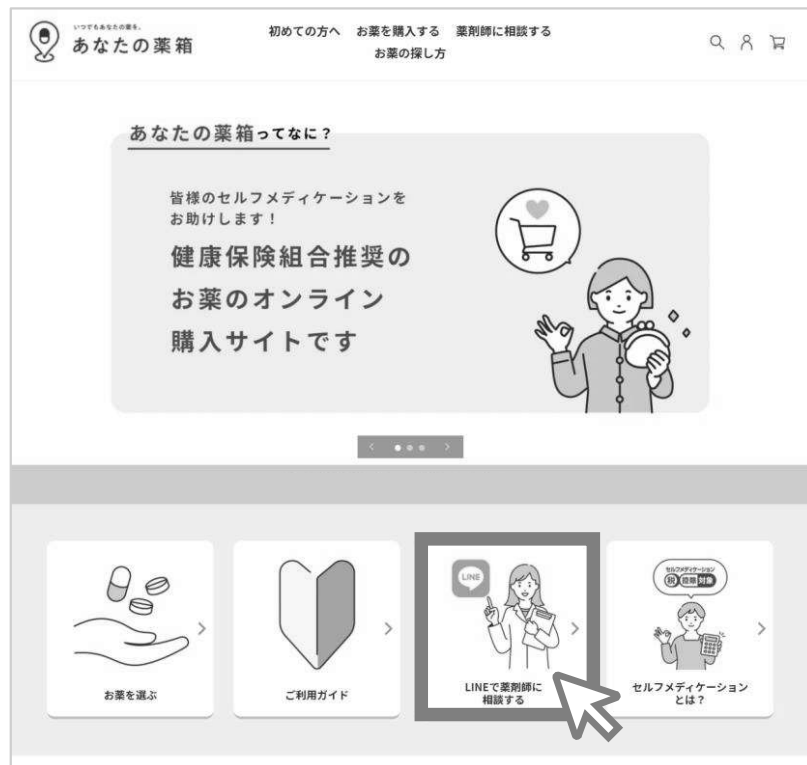 いつでもあなたの薬を。
あなたの薬箱
初めての方へ お薬を購入する 薬剤師に相談する
お薬の探し方
あなたの薬箱ってなに？
皆様のセルフメディケーションを
お助けします！
健康保険組合推奨の
お薬のオンライン
購入サイトです
お薬を選ぶ
ご利用ガイド
LINE
LINEで薬剤師に
相談する
セルフメディケーション
税控除対象
セルフメディケーション
とは？